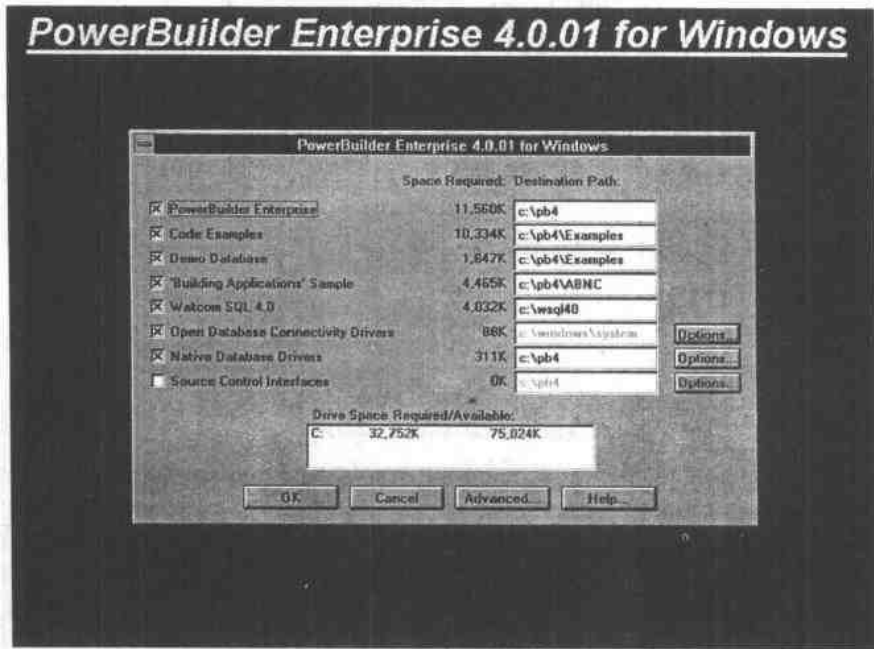 PowerBuilder Enterprise 4.0.01 for Windows
PowerBuilder Enterprise 4.0.01 for Windows
Space Required: Destination Path:
PowerBuilder Enterprise 11,560K c:\pb4
Code Examples 10,334K c:\pb4\Examples
Demo Database 1,647K c:\pb4\Examples
'Building Applications' Sample 4,465K c:\pb4\ABNC
Watcom SQL 4.0 4,032K c:\wsql40
Open Database Connectivity Drivers 88K c:\windows\system Options...
Native Database Drivers 311K c:\pb4 Options...
Source Control Interfaces 0K c:\pb4 Options...
Drive Space Required/Available:
C: 32,752K 75,024K
OK Cancel Advanced... Help...